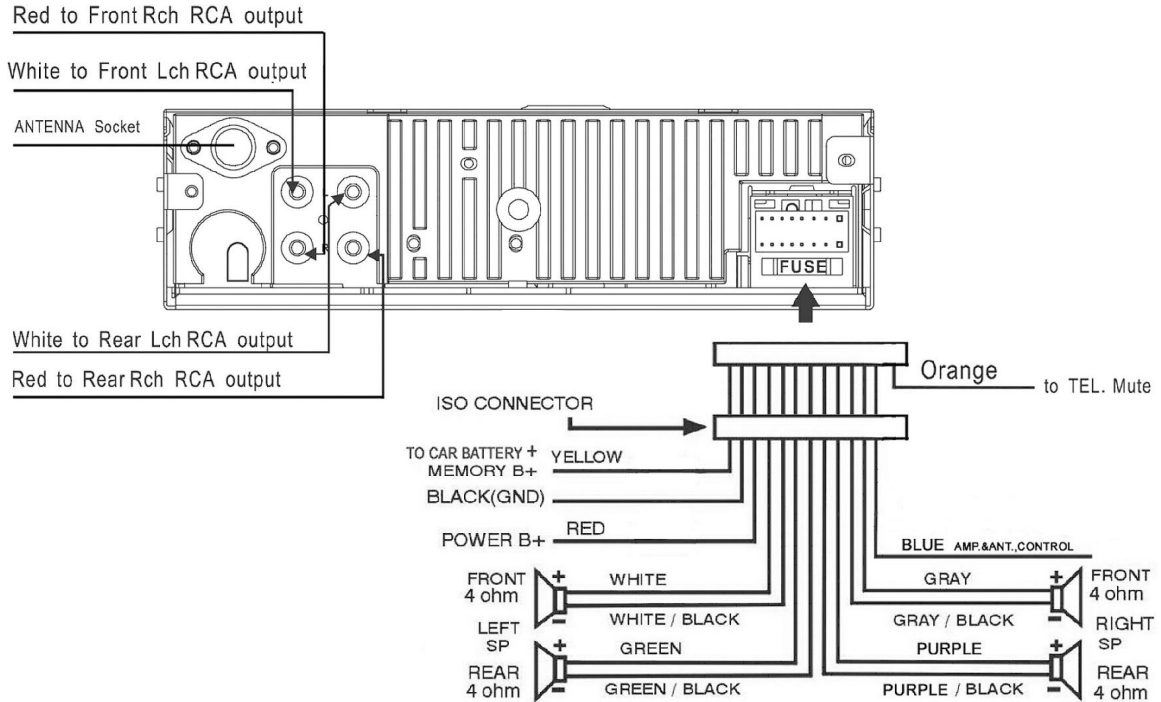 Red to Front Rch RCA output
White to Front Lch RCA output
ANTENNA Socket
R
FUSE
White to Rear Lch RCA output
Red to Rear Rch RCA output
Orange
to TEL. Mute
ISO CONNECTOR
TO CAR BATTERY +
MEMORY B+
YELLOW
BLACK(GND)
POWER B+
RED
BLUE AMP.&ANT.,CONTROL
FRONT
4 ohm
+
WHITE
-
WHITE / BLACK
LEFT
SP
+
GREEN
REAR
4 ohm
-
GREEN / BLACK
GRAY
+
FRONT
4 ohm
GRAY / BLACK
-
RIGHT
SP
PURPLE
+
PURPLE / BLACK
-
REAR
4 ohm